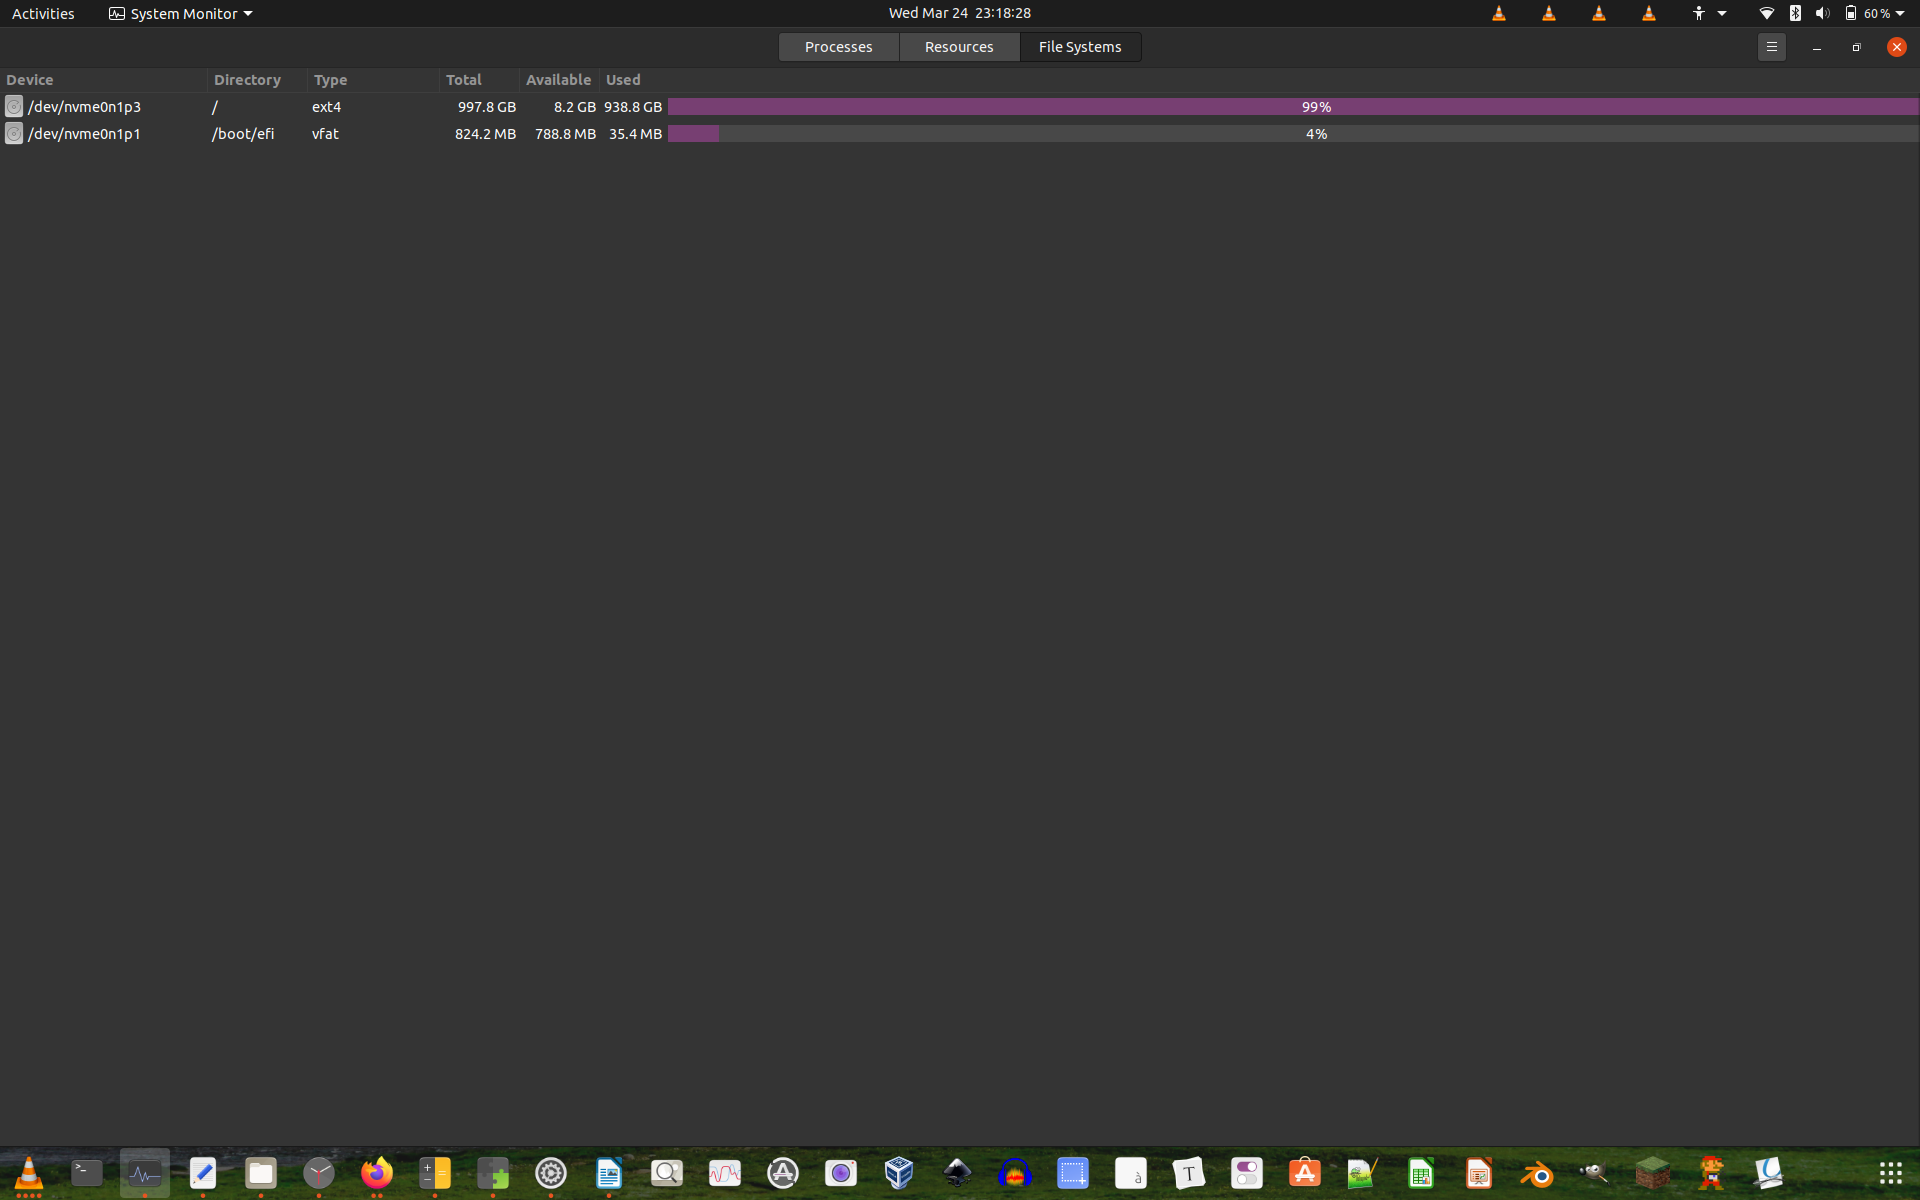 Activities System Monitor Wed Mar 24 23:18:28 60 %
Processes Resources File Systems
Device Directory Type Total Available Used
/dev/nvme0n1p3 / ext4 997.8 GB 8.2 GB 938.8 GB 99%
/dev/nvme0n1p1 /boot/efi vfat 824.2 MB 788.8 MB 35.4 MB 4%